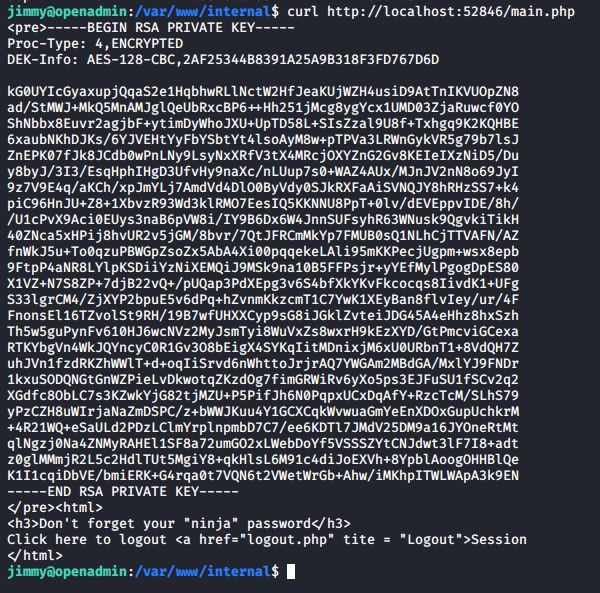 jimmy@openadmin:/var/www/internal$ curl http://localhost:52846/main.php
<pre>-----BEGIN RSA PRIVATE KEY-----
Proc-Type: 4,ENCRYPTED
DEK-Info: AES-128-CBC,2AF25344B8391A25A9B318F3FD767D6D
kG0UYIcGyaxupjQqaS2e1HqbhwRLlNctW2HfJeaKUjWZH4usiD9AtTnIKVUOpZN8
ad/StMWJ+MkQ5MnAMJglQeUbRxcBP6++Hh251jMcg8ygYcx1UMD03ZjaRuwcf0YO
ShNbbx8Euvr2agjbF+ytimDyWhoJXU+UpTD58L+SIsZzal9U8f+Txhgq9K2KQHBE
6xaubNKhDJKs/6YJVEHtYyFbYSbtYt4lsoAyM8w+pTPVa3LRWnGykVR5g79b7lsJ
ZnEPK07fJk8JCdb0wPnLNy9LsyNxXRfV3tX4MRcjOXYZnG2Gv8KEIeIXzNiD5/Du
y8byJ/3I3/EsqHphIHgD3UfvHy9naXc/nLUup7s0+WAZ4AUx/MJnJV2nN8o69JyI
9z7V9E4q/aKCh/xpJmYLj7AmdVd4DlO0ByVdy0SJkRXFaAiSVNQJY8hRHzSS7+k4
piC96HnJU+Z8+1XbvzR93Wd3klRMO7EesIQ5KKNNU8PpT+0lv/dEVEppvIDE/8h/
/U1cPvX9Aci0EUys3naB6pVW8i/IY9B6Dx6W4JnnSUFsyhR63WNusk9QgvkiTikH
40ZNca5xHPij8hvUR2v5jGM/8bvr/7QtJFRCmMkYp7FMUB0sQ1NLhCjTTVAFN/AZ
fnWkJ5u+To0qzuPBWGpZsoZx5AbA4Xi00pqqekeLAli95mKKPecjUgpm+wsx8epb
9FtpP4aNR8LYlpKSDiiYzNiXEMQiJ9MSk9na10B5FFPsjr+yYEfMylPgogDpES80
X1VZ+N7S8ZP+7djB22vQ+/pUQap3PdXEpg3v6S4bfXkYKvFkcocqs8IivdK1+UFg
S33lgrCM4/ZjXYP2bpuE5v6dPq+hZvnmKkzcmT1C7YwK1XEyBan8flvIey/ur/4F
FnonsEl16TZvolSt9RH/19B7wfUHXXCyp9sG8iJGklZvteiJDG45A4eHhz8hxSzh
Th5w5guPynFv610HJ6wcNVz2MyJsmTyi8WuVxZs8wxrH9kEzXYD/GtPmcviGCexa
RTKYbgVn4WkJQYncyC0R1Gv3O8bEigX4SYKqIitMDnixjM6xU0URbnT1+8VdQH7Z
uhJVn1fzdRKZhWWlT+d+oqIiSrvd6nWhttoJrjrAQ7YWGAm2MBdGA/MxlYJ9FNDr
1kxuSODQNGtGnWZPieLvDkwotqZKzdOg7fimGRWiRv6yXo5ps3EJFuSU1fSCv2q2
XGdfc8ObLC7s3KZwkYjG82tjMZU+P5PifJh6N0PqpxUCxDqAfY+RzcTcM/SLhS79
yPzCZH8uWIrjaNaZmDSPC/z+bWWJKuu4Y1GCXCqkWvwuaGmYeEnXDOxGupUchkrM
+4R21WQ+eSaULd2PDzLClmYrplnpmbD7C7/ee6KDTl7JMdV25DM9a16JYOneRtMt
qlNgzj0Na4ZNMyRAHEl1SF8a72umGO2xLWebDoYf5VSSSZYtCNJdwt3lF7I8+adt
z0glMMmjR2L5c2HdlTUt5MgiY8+qkHlsL6M91c4diJoEXVh+8YpblAoogOHHBlQe
K1I1cqiDbVE/bmiERK+G4rqa0t7VQN6t2VWetWrGb+Ahw/iMKhpITWLWApA3k9EN
-----END RSA PRIVATE KEY-----
</pre><html>
<h3>Don't forget your "ninja" password</h3>
Click here to logout <a href="logout.php" tite = "Logout">Session
</html>
jimmy@openadmin:/var/www/internal$